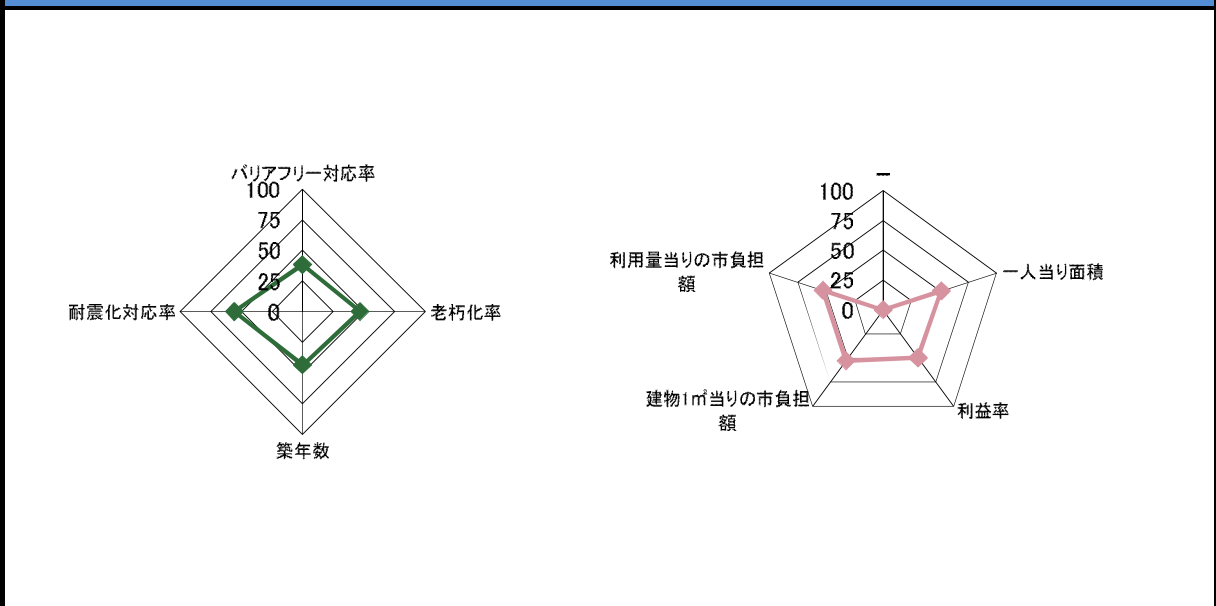 バリアフリー対応率
100
75
50
25
0
耐震化対応率
老朽化率
築年数
ー
100
75
50
25
0
利用量当りの市負担
額
一人当り面積
建物1㎡当りの市負担
額
利益率